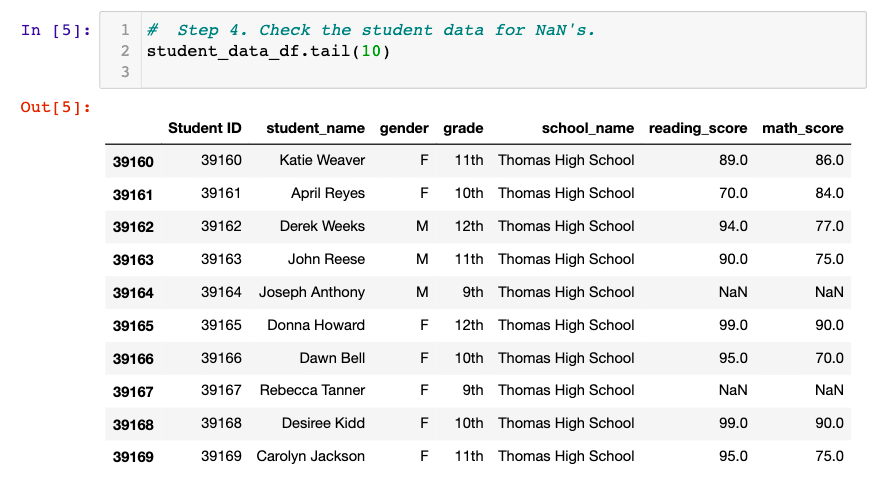 In [5]: 1 # Step 4. Check the student data for NaN's.
2 student_data_df.tail(10)
3
Out[5]:
Student ID student_name gender grade school_name reading_score math_score
39160 39160 Katie Weaver F 11th Thomas High School 89.0 86.0
39161 39161 April Reyes F 10th Thomas High School 70.0 84.0
39162 39162 Derek Weeks M 12th Thomas High School 94.0 77.0
39163 39163 John Reese M 11th Thomas High School 90.0 75.0
39164 39164 Joseph Anthony M 9th Thomas High School NaN NaN
39165 39165 Donna Howard F 12th Thomas High School 99.0 90.0
39166 39166 Dawn Bell F 10th Thomas High School 95.0 70.0
39167 39167 Rebecca Tanner F 9th Thomas High School NaN NaN
39168 39168 Desiree Kidd F 10th Thomas High School 99.0 90.0
39169 39169 Carolyn Jackson F 11th Thomas High School 95.0 75.0